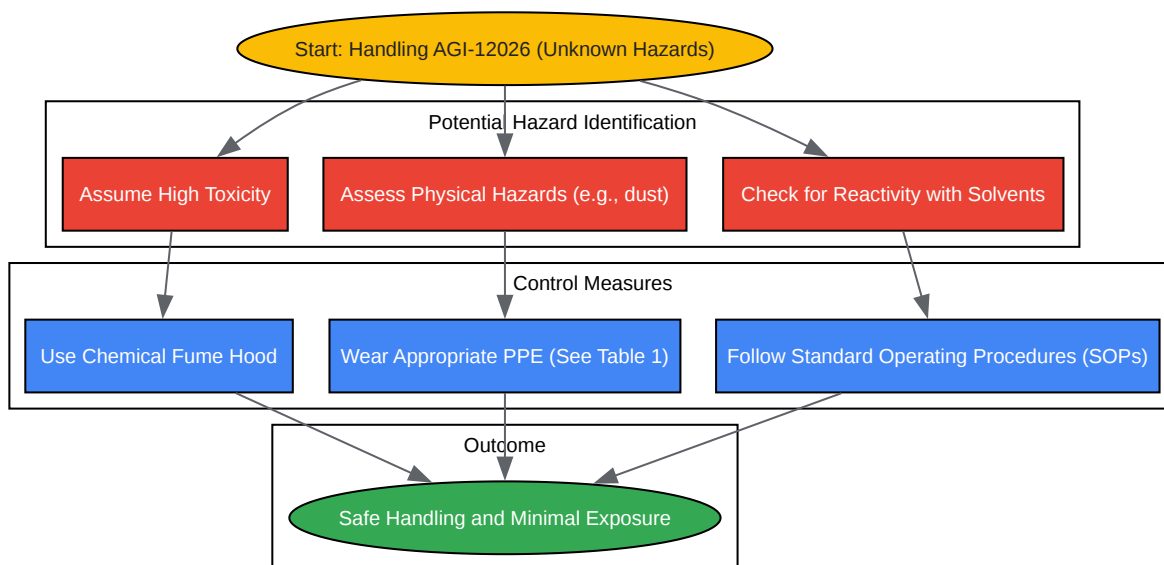 Start: Handling AGI-12026 (Unknown Hazards)
Potential Hazard Identification
Assume High Toxicity
Assess Physical Hazards (e.g., dust)
Check for Reactivity with Solvents
Control Measures
Use Chemical Fume Hood
Wear Appropriate PPE (See Table 1)
Follow Standard Operating Procedures (SOPs)
Outcome
Safe Handling and Minimal Exposure